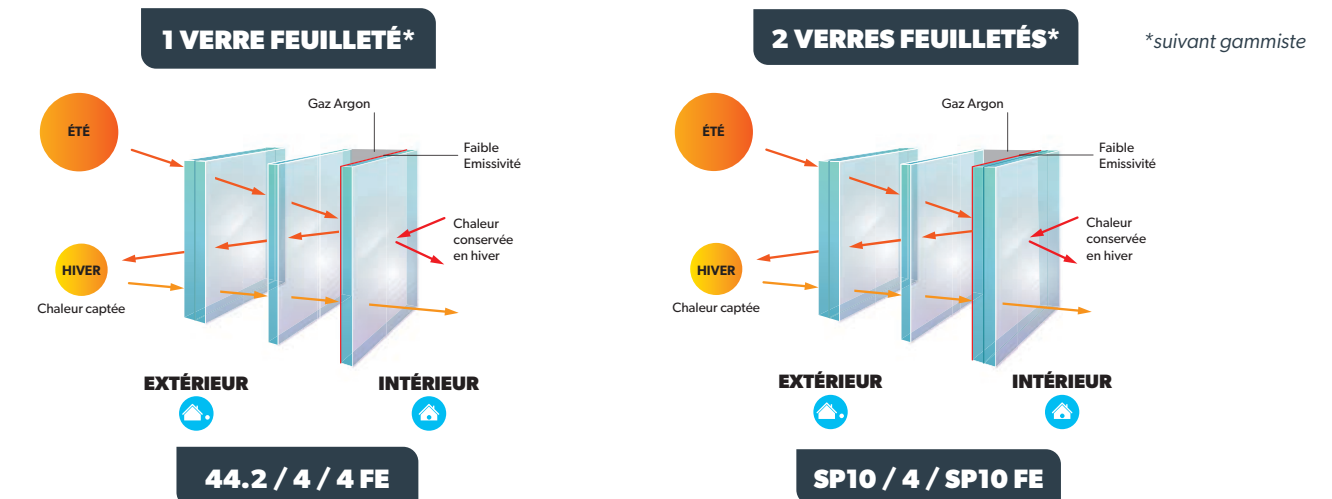 1 VERRE FEUILLETÉ*
ÉTÉ
Gaz Argon
Faible
Emissivité
Chaleur
conservée
en hiver
HIVER
Chaleur captée
EXTÉRIEUR
INTÉRIEUR
44.2 / 4 / 4 FE
2 VERRES FEUILLETÉS*
*suivant gammiste
ÉTÉ
Gaz Argon
Faible
Emissivité
Chaleur
conservée
en hiver
HIVER
Chaleur captée
EXTÉRIEUR
INTÉRIEUR
SP10 / 4 / SP10 FE